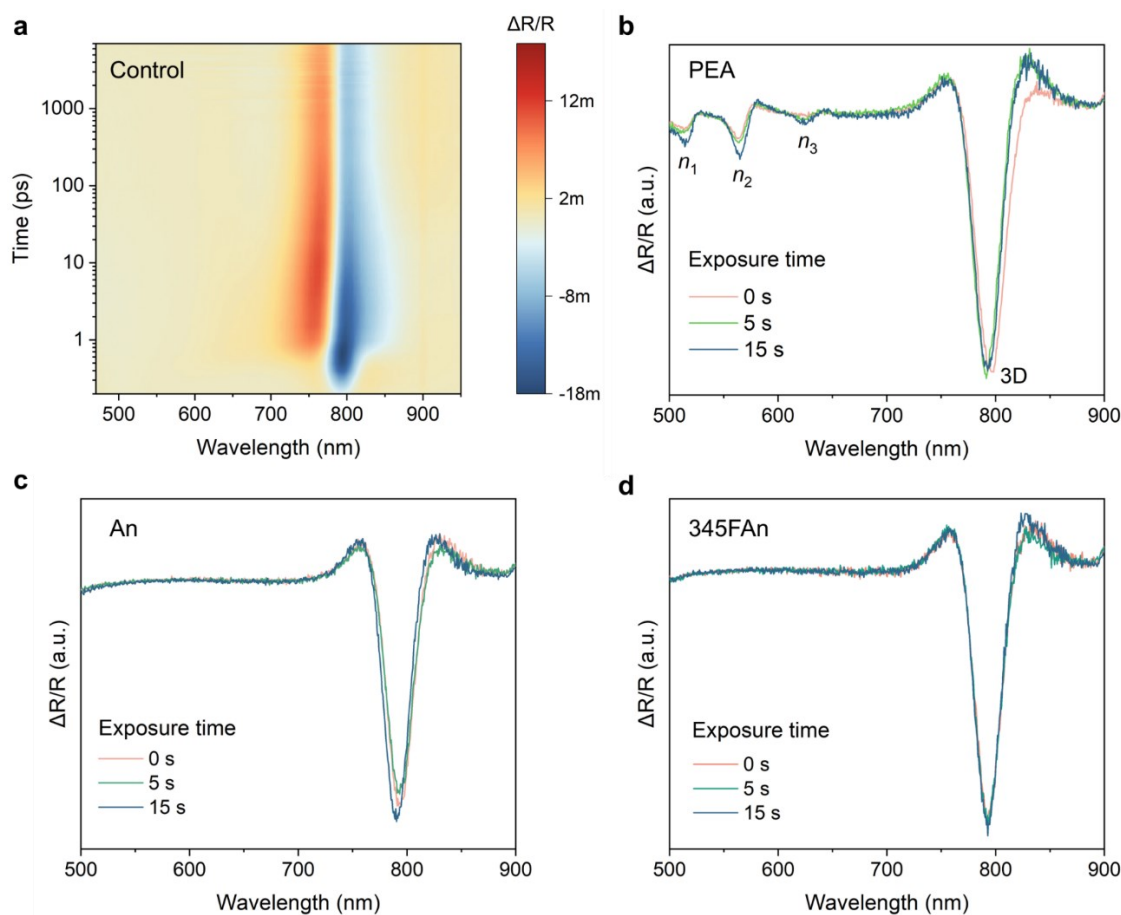 a
Control
ΔR/R
12m
2m
-8m
-18m
1000
100
10
1
Time (ps)
500 600 700 800 900
Wavelength (nm)
b
PEA
n1
n2
n3
3D
Exposure time
0 s
5 s
15 s
ΔR/R (a.u.)
500 600 700 800 900
Wavelength (nm)
c
An
Exposure time
0 s
5 s
15 s
ΔR/R (a.u.)
500 600 700 800 900
Wavelength (nm)
d
345FAn
Exposure time
0 s
5 s
15 s
ΔR/R (a.u.)
500 600 700 800 900
Wavelength (nm)